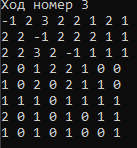 Ход номер 3
-1 2 3 2 2 1 2 1
2 2 -1 2 2 2 1 1
2 2 3 2 -1 1 1 1
2 0 1 2 2 1 0 0
1 0 2 0 2 1 1 0
1 1 1 0 1 1 1 1
2 0 1 0 1 0 1 1
1 0 1 0 1 0 0 1